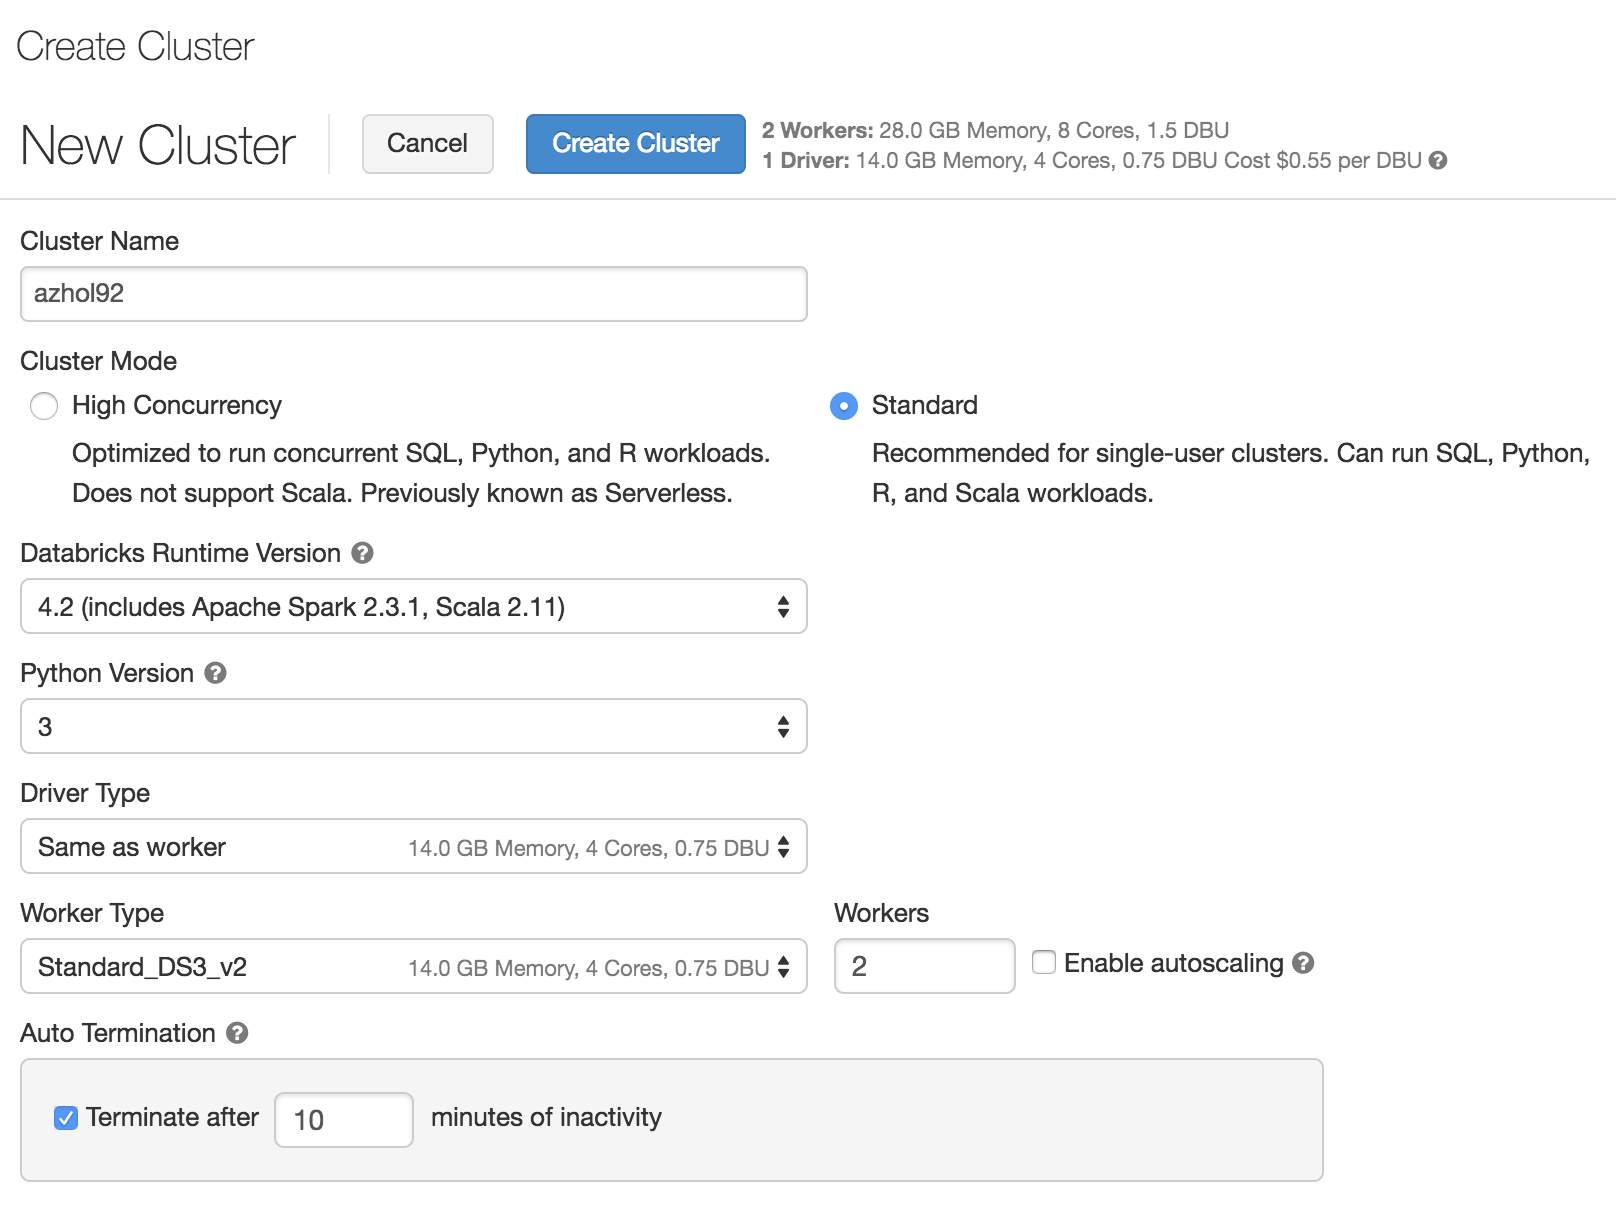 Create Cluster
New Cluster
Cancel
Create Cluster
2 Workers: 28.0 GB Memory, 8 Cores, 1.5 DBU
1 Driver: 14.0 GB Memory, 4 Cores, 0.75 DBU Cost $0.55 per DBU ?
Cluster Name
azhol92
Cluster Mode
High Concurrency
Optimized to run concurrent SQL, Python, and R workloads.
Does not support Scala. Previously known as Serverless.
Standard
Recommended for single-user clusters. Can run SQL, Python,
R, and Scala workloads.
Databricks Runtime Version ?
4.2 (includes Apache Spark 2.3.1, Scala 2.11)
Python Version ?
3
Driver Type
Same as worker 14.0 GB Memory, 4 Cores, 0.75 DBU
Worker Type
Standard_DS3_v2 14.0 GB Memory, 4 Cores, 0.75 DBU
Workers
2
Enable autoscaling ?
Auto Termination ?
Terminate after 10 minutes of inactivity